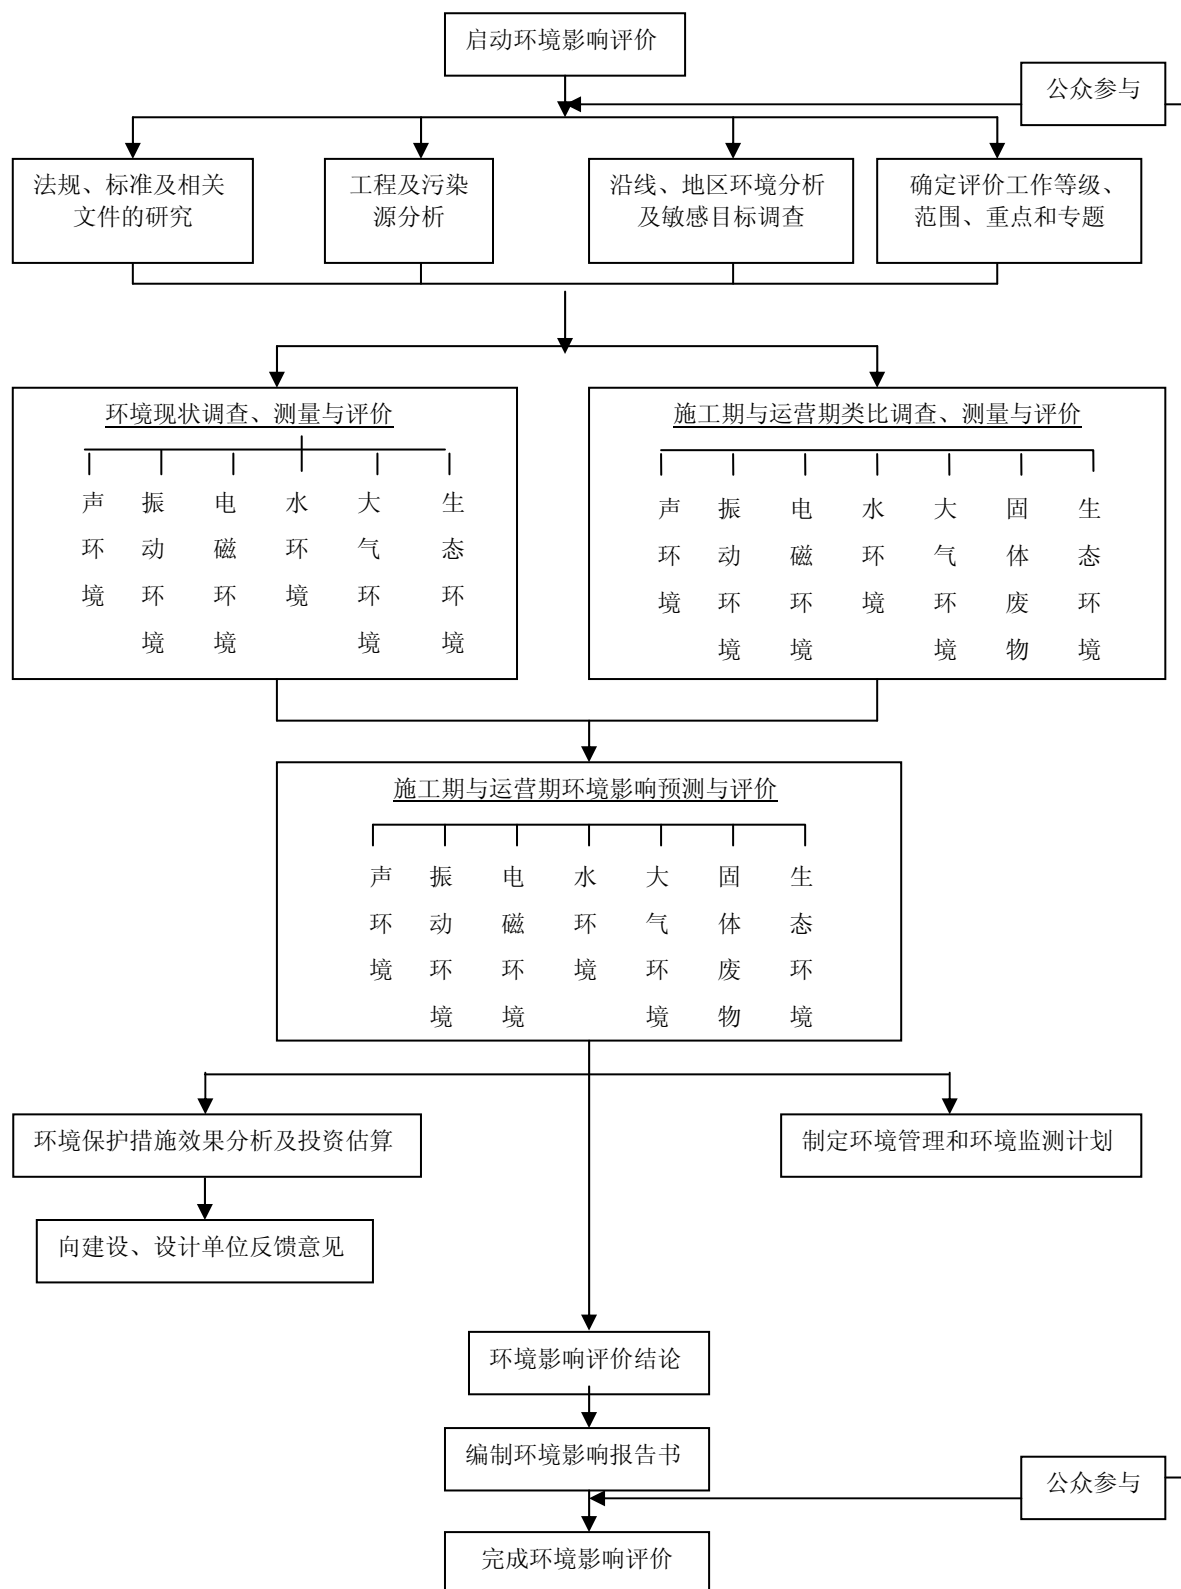 启动环境影响评价
公众参与
法规、标准及相关
文件的研究
工程及污染
源分析
沿线、地区环境分析
及敏感目标调查
确定评价工作等级、
范围、重点和专题
环境现状调查、测量与评价
声环境
振动环境
电磁环境
水环境
大气环境
生态环境
施工期与运营期类比调查、测量与评价
声环境
振动环境
电磁环境
水环境
大气环境
固体废物
生态环境
施工期与运营期环境影响预测与评价
声环境
振动环境
电磁环境
水环境
大气环境
固体废物
生态环境
环境保护措施效果分析及投资估算
制定环境管理和环境监测计划
向建设、设计单位反馈意见
环境影响评价结论
编制环境影响报告书
公众参与
完成环境影响评价